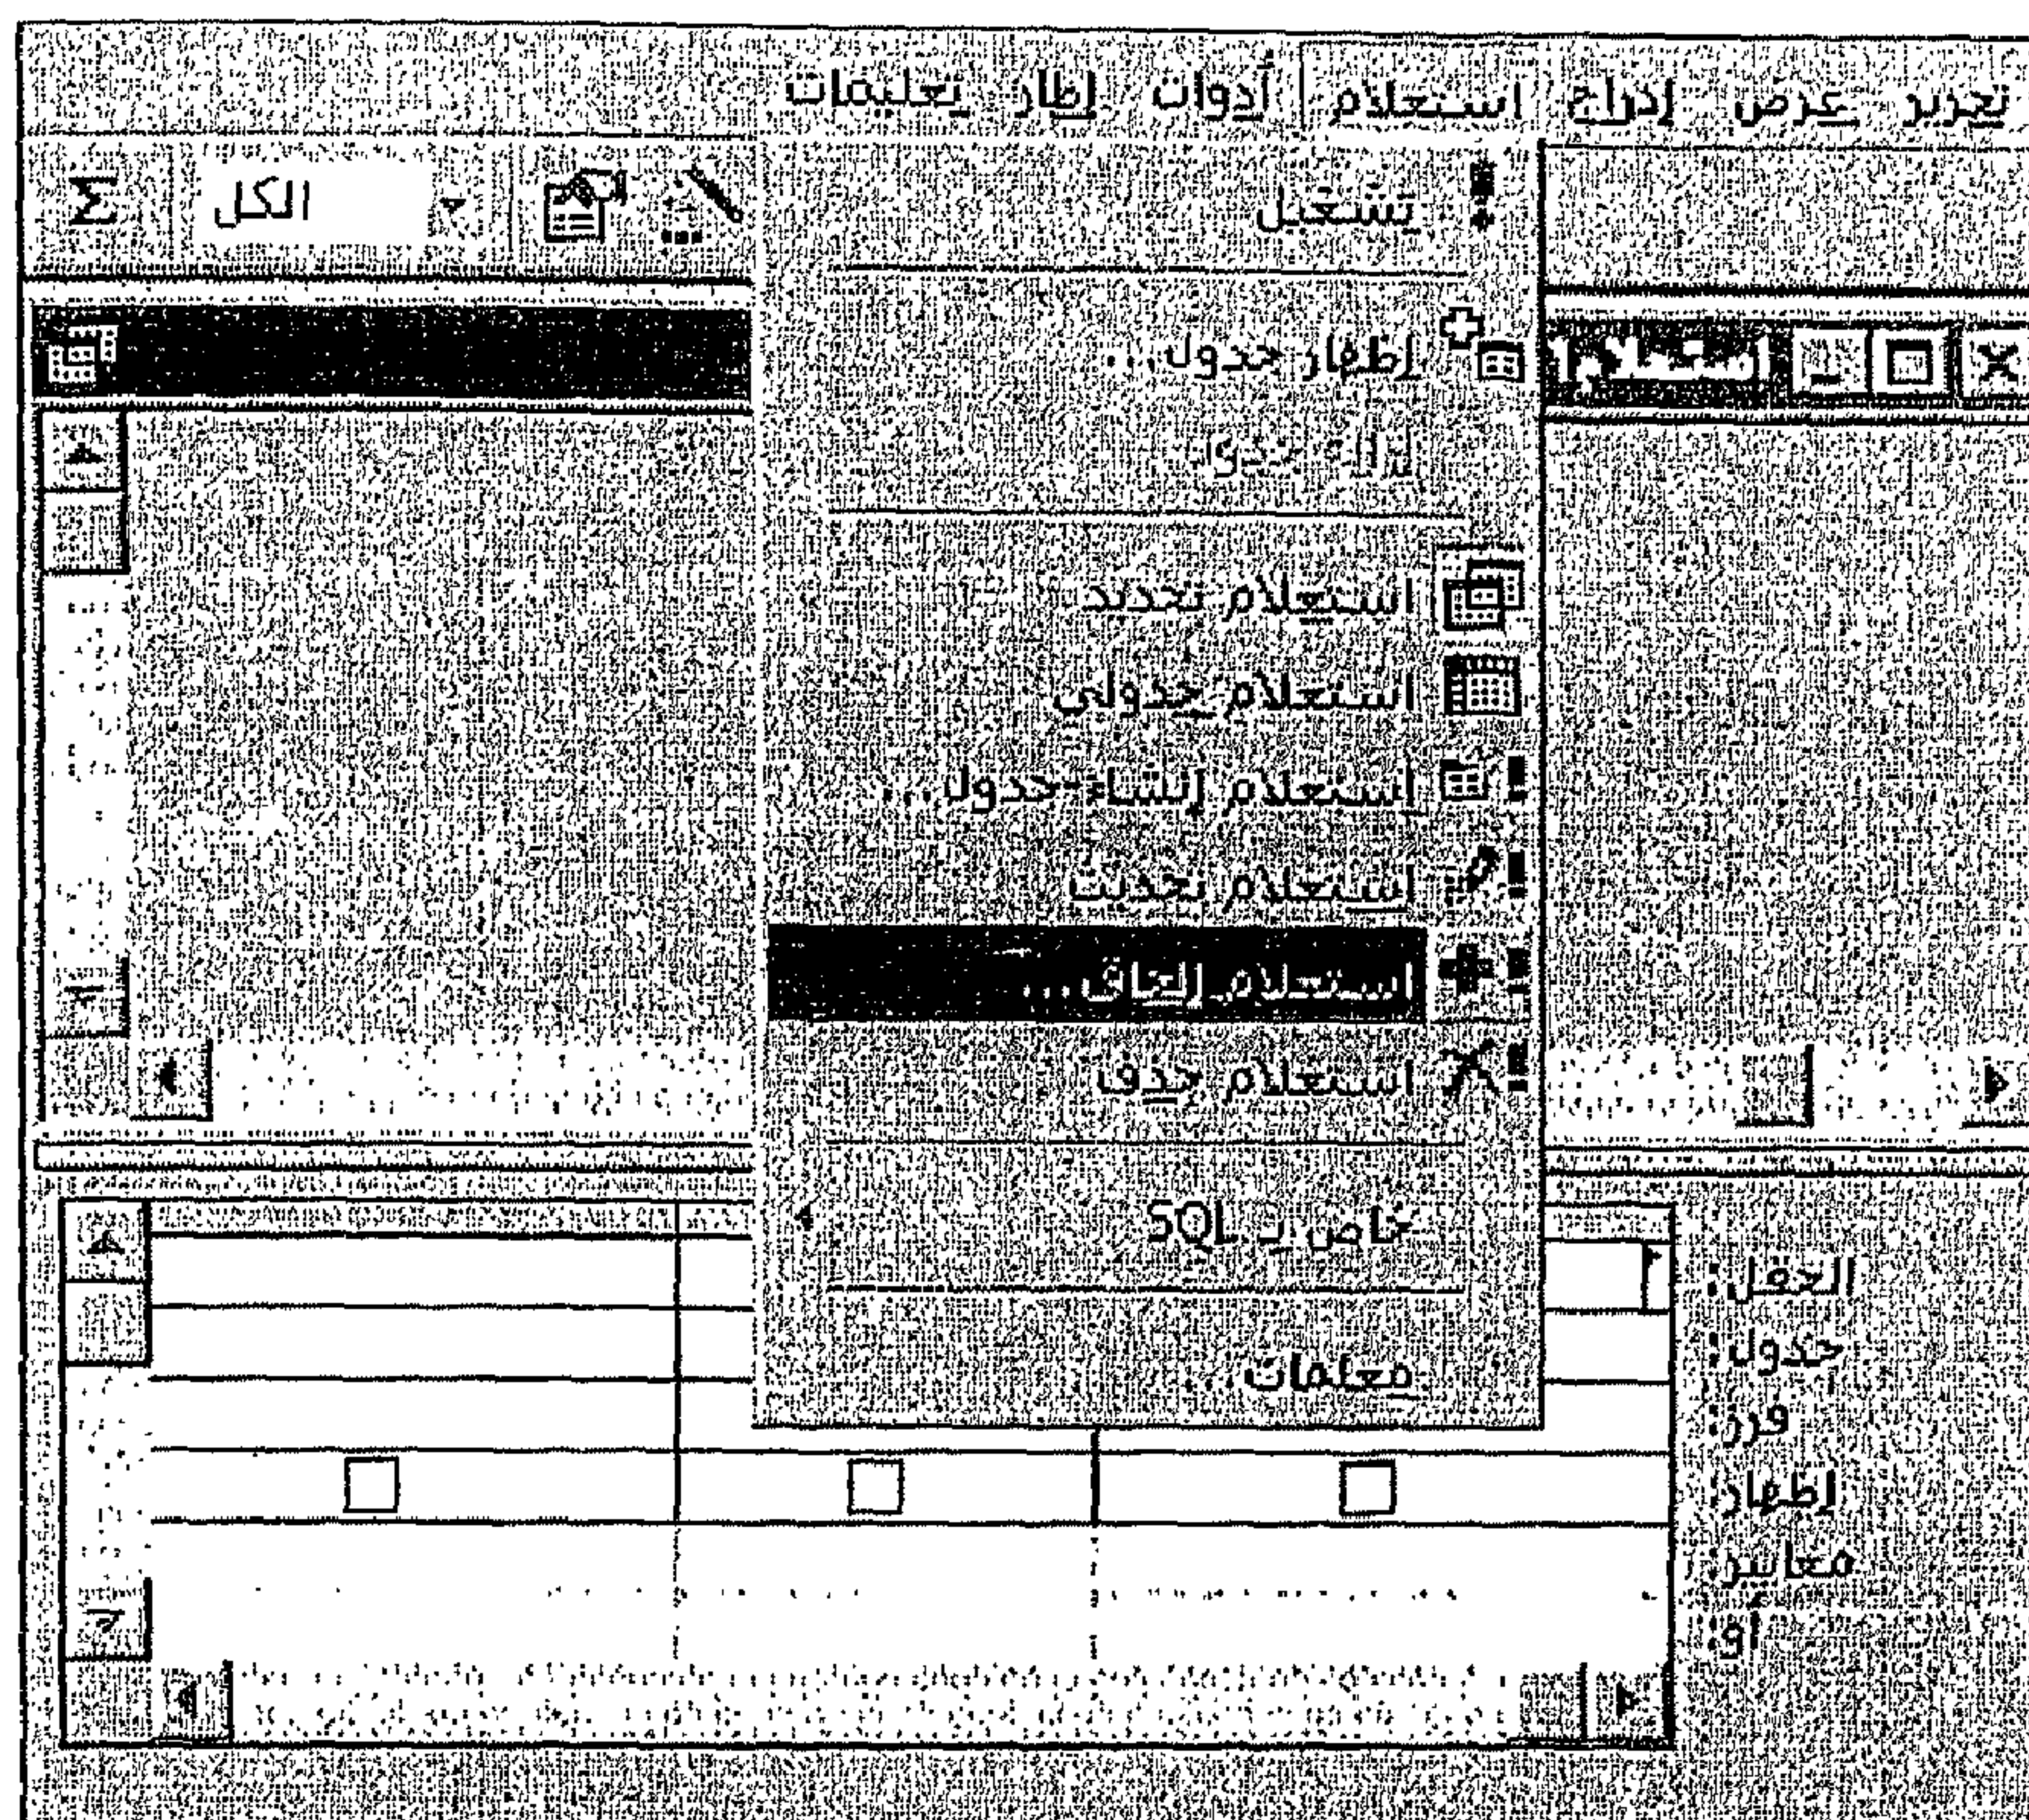 تحرير عرض إدراج استعلام أدوات إطار تعليمات
الكل Σ
تشغيل
إظهار جدول...
استعلام تحديد
استعلام جدولي
استعلام إنشاء-جدول...
استعلام تحديث
استعلام إلحاق...
استعلام حذف
خاص بـ SQL
معلمات...
الحقل:
جدول:
فرز:
إظهار:
معايير:
أو: